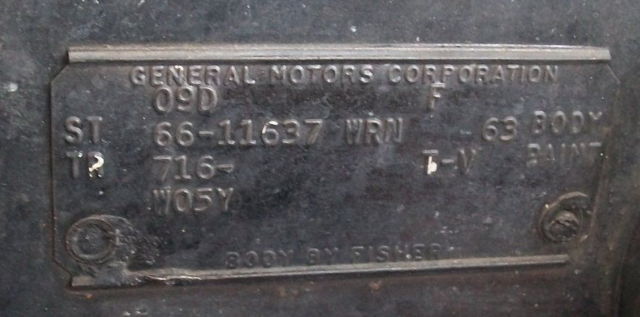 GENERAL MOTORS CORPORATION
09D F
ST 66-11637 WRN 63 BODY
TR 716- T-V PAINT
W05Y
BODY BY FISHER